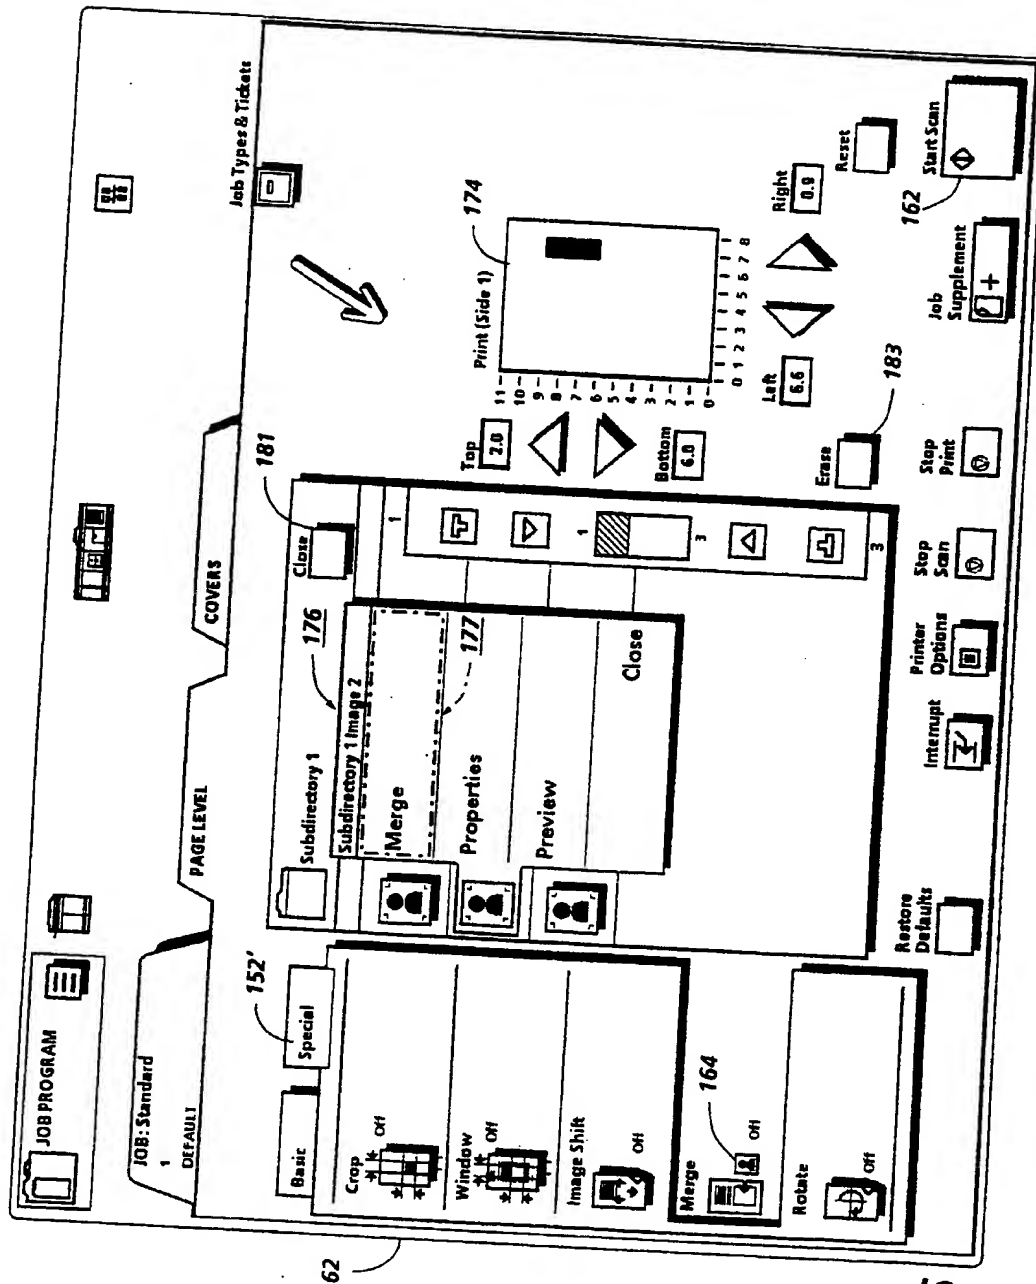 JOB PROGRAM
JOB: Standard
1
DEFAULT
PAGE LEVEL
COVERS
Job Types & Tickets
Basic
Special
152'
Crop
Off
Window
Off
Image Shift
Off
Merge
Off
164
Rotate
Off
62
Subdirectory 1
Close
181
176
Subdirectory 1 Image 2
Merge
177
Properties
Preview
Close
1
1
3
3
Print (Side 1)
174
Top
2.0
Bottom
6.0
11
10
9
8
7
6
5
4
3
2
1
0
0 1 2 3 4 5 6 7 8
Left
6.6
Right
0.9
Erase
183
Reset
Restore
Defaults
Interrupt
Printer
Options
Stop
Scan
Stop
Print
Job
Supplement
Start Scan
162